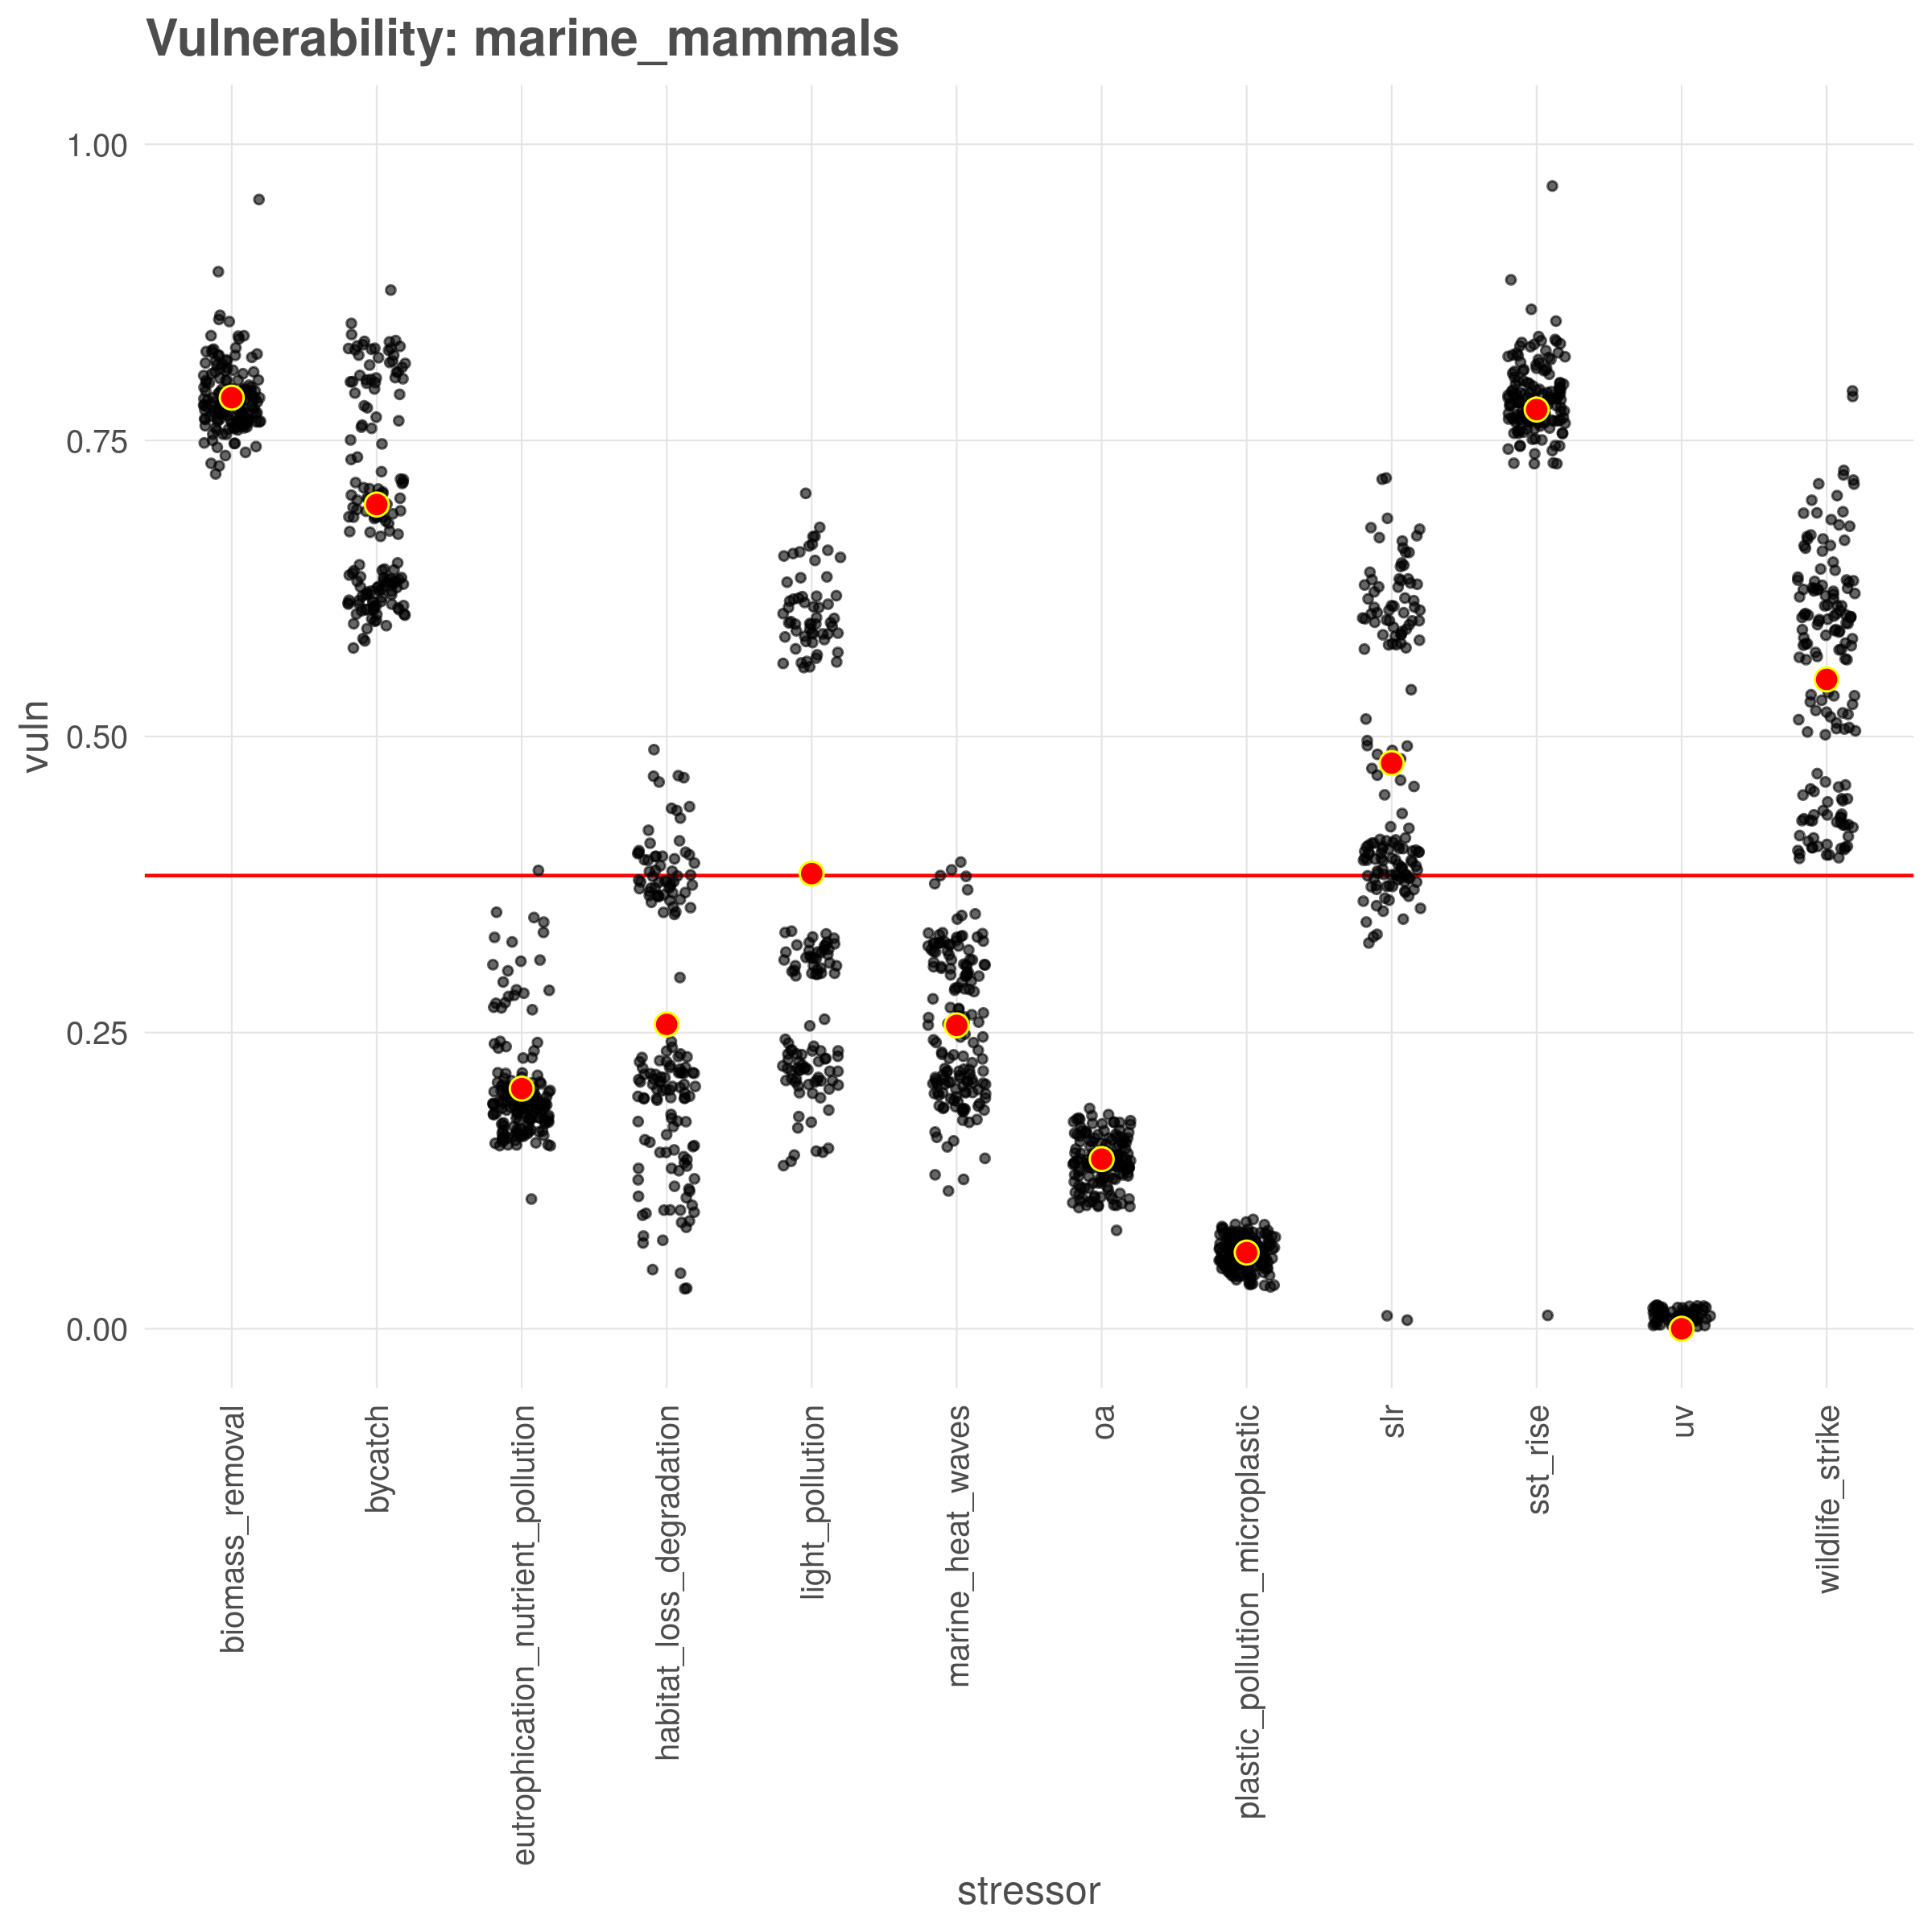 Vulnerability: marine_mammals
vuln
1.00
0.75
0.50
0.25
0.00
biomass_removal
bycatch
eutrophication_nutrient_pollution
habitat_loss_degradation
light_pollution
marine_heat_waves
oa
plastic_pollution_microplastic
slr
sst_rise
uv
wildlife_strike
stressor